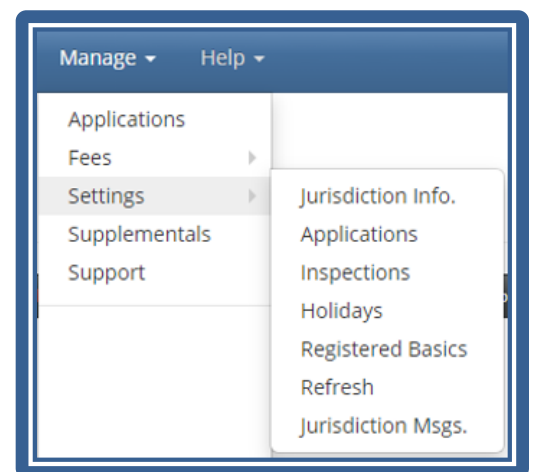 Manage Help
Applications
Fees
Settings
Supplementals
Support
Jurisdiction Info.
Applications
Inspections
Holidays
Registered Basics
Refresh
Jurisdiction Msgs.